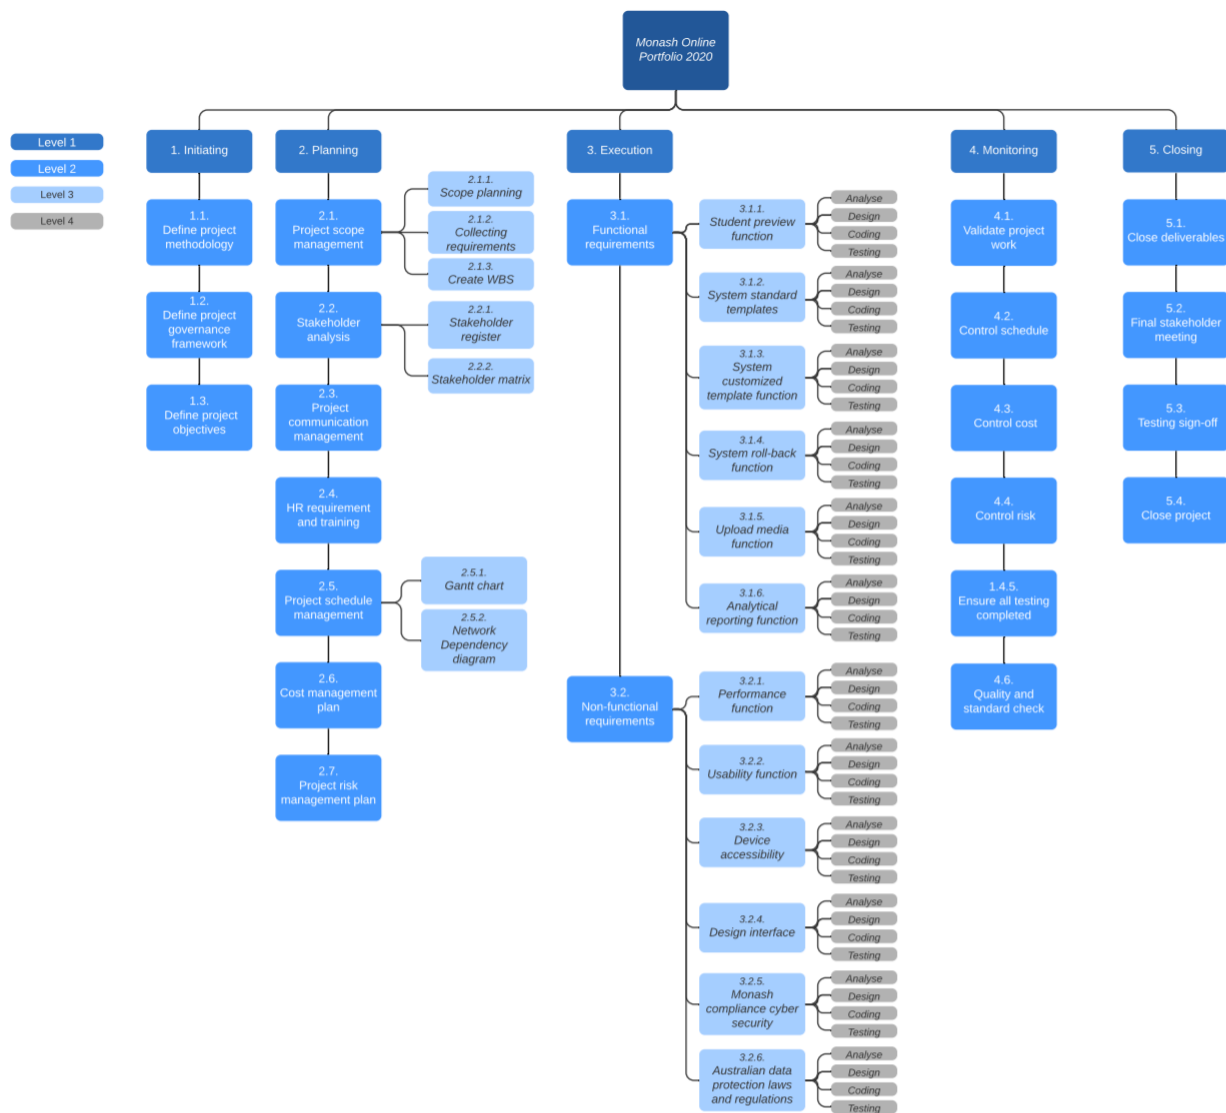 Monash Online
Portfolio 2020
Level 1
Level 2
Level 3
Level 4
1. Initiating
1.1.
Define project
methodology
1.2.
Define project
governance
framework
1.3.
Define project
objectives
2. Planning
2.1.
Project scope
management
2.1.1.
Scope planning
2.1.2.
Collecting
requirements
2.1.3.
Create WBS
2.2.
Stakeholder
analysis
2.2.1.
Stakeholder
register
2.2.2.
Stakeholder matrix
2.3.
Project
communication
management
2.4.
HR requirement
and training
2.5.
Project schedule
management
2.5.1.
Gantt chart
2.5.2.
Network
Dependency
diagram
2.6.
Cost management
plan
2.7.
Project risk
management plan
3. Execution
3.1.
Functional
requirements
3.1.1.
Student preview
function
Analyse
Design
Coding
Testing
3.1.2.
System standard
templates
Analyse
Design
Coding
Testing
3.1.3.
System
customized
template function
Analyse
Design
Coding
Testing
3.1.4.
System roll-back
function
Analyse
Design
Coding
Testing
3.1.5.
Upload media
function
Analyse
Design
Coding
Testing
3.1.6.
Analytical
reporting function
Analyse
Design
Coding
Testing
3.2.
Non-functional
requirements
3.2.1.
Performance
function
Analyse
Design
Coding
Testing
3.2.2.
Usability function
Analyse
Design
Coding
Testing
3.2.3.
Device
accessibility
Analyse
Design
Coding
Testing
3.2.4.
Design interface
Analyse
Design
Coding
Testing
3.2.5.
Monash
compliance cyber
security
Analyse
Design
Coding
Testing
3.2.6.
Australian data
protection laws
and regulations
Analyse
Design
Coding
Testing
4. Monitoring
4.1.
Validate project
work
4.2.
Control schedule
4.3.
Control cost
4.4.
Control risk
1.4.5.
Ensure all testing
completed
4.6.
Quality and
standard check
5. Closing
5.1.
Close deliverables
5.2.
Final stakeholder
meeting
5.3.
Testing sign-off
5.4.
Close project